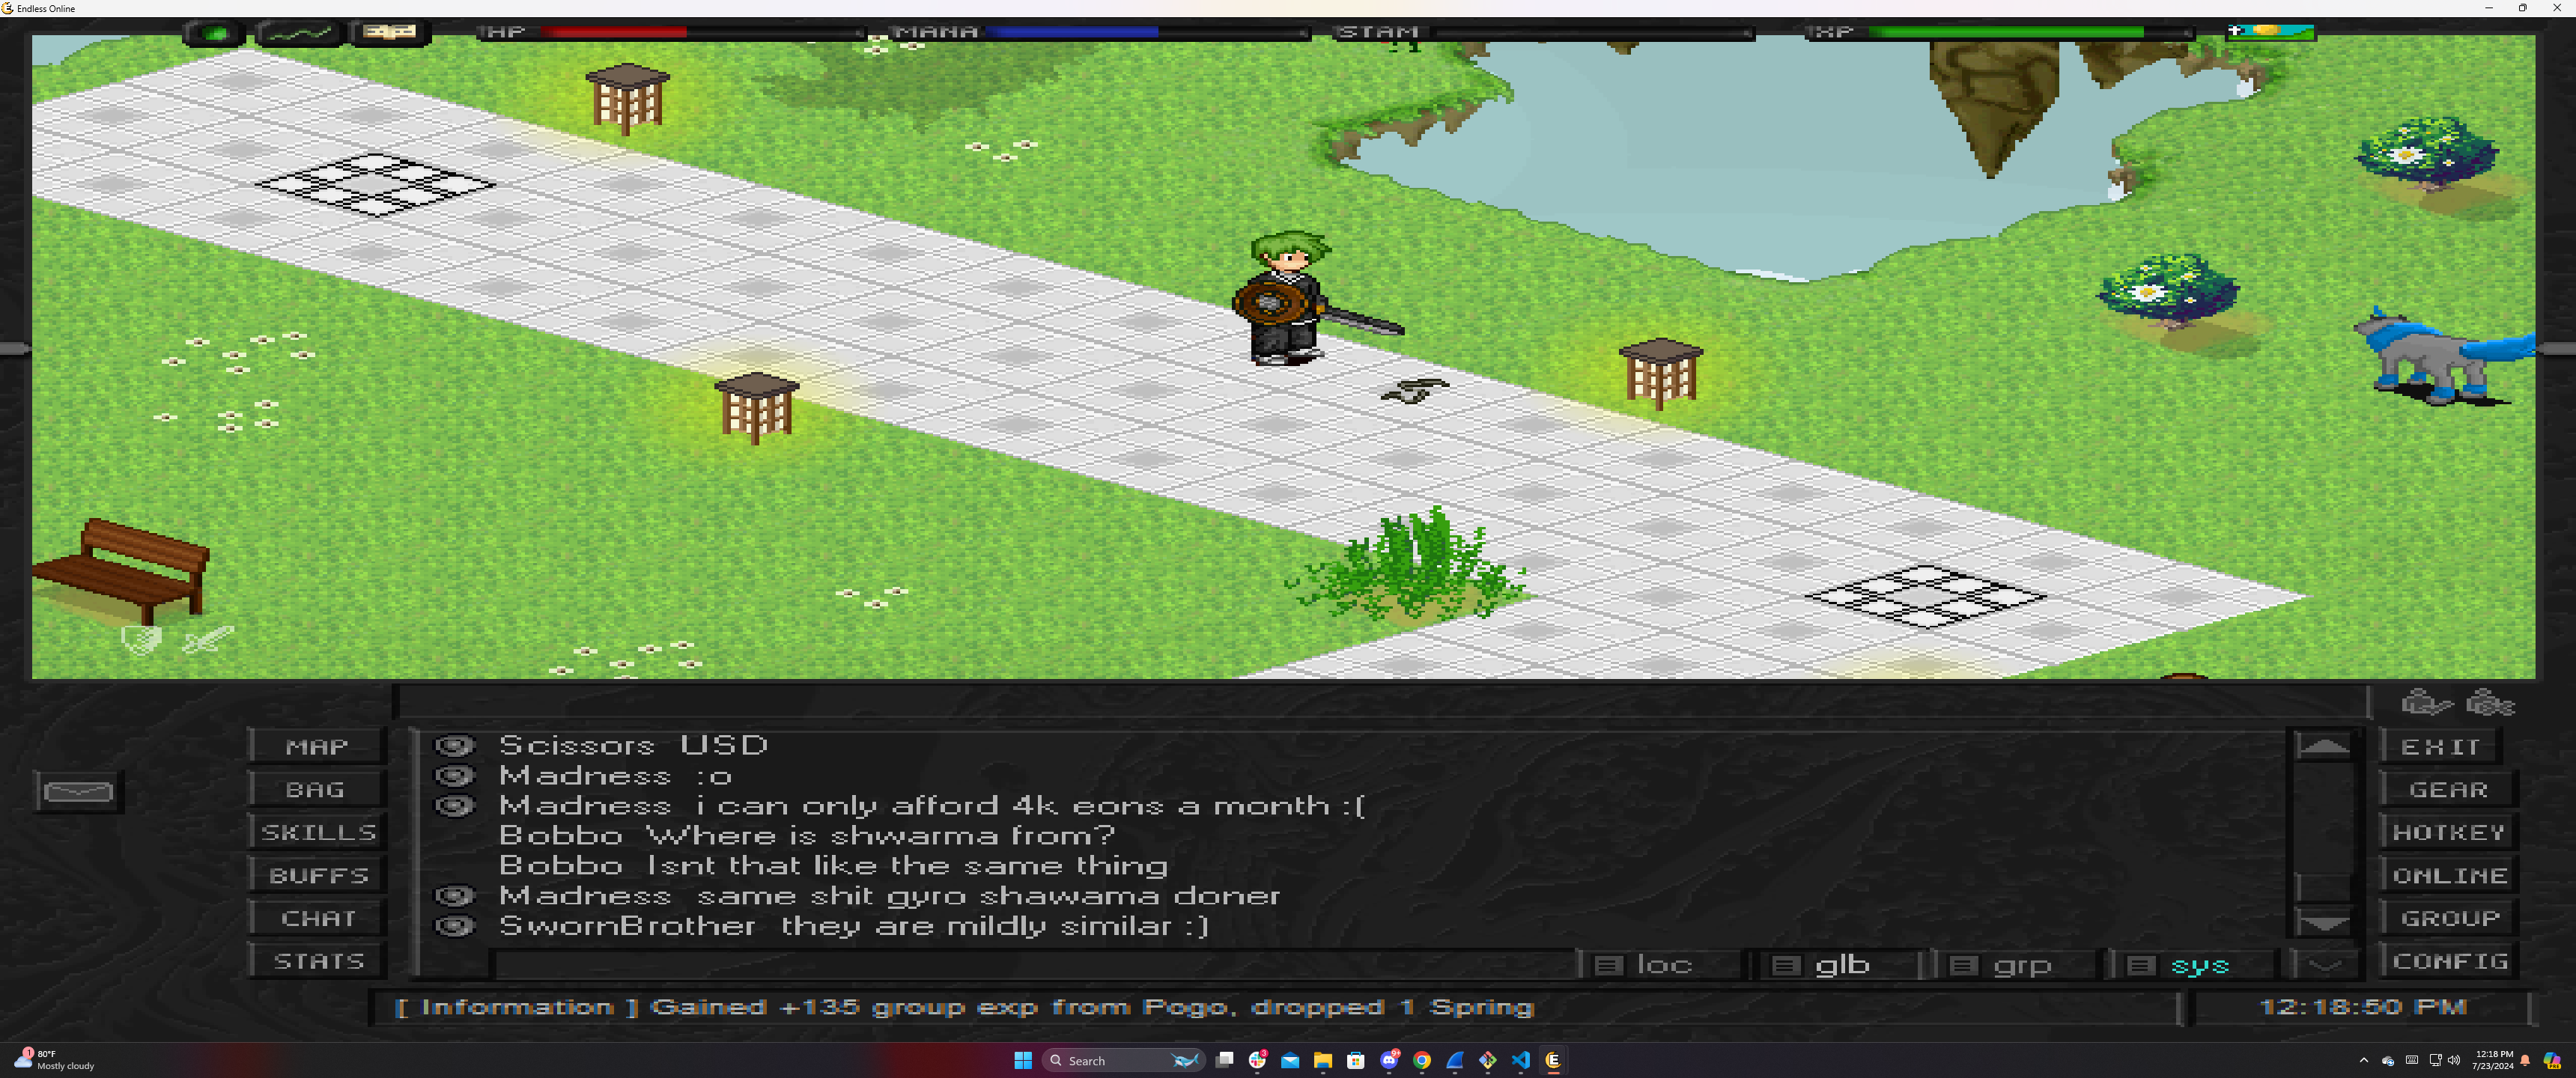 Endless Online
HP MANA STAM XP
Scissors USD
Madness :o
Madness i can only afford 4k eons a month :(
Bobbo Where is shwarma from?
Bobbo Isnt that like the same thing
Madness same shit gyro shawama doner
SwornBrother they are mildly similar :)
MAP
BAG
SKILLS
BUFFS
CHAT
STATS
EXIT
GEAR
HOTKEY
ONLINE
GROUP
CONFIG
loc glb grp sys
[ Information ] Gained +135 group exp from Pogo, dropped 1 Spring
12:18:50 PM
1
80°F
Mostly cloudy
Search
3
9+
12:18 PM
7/23/2024